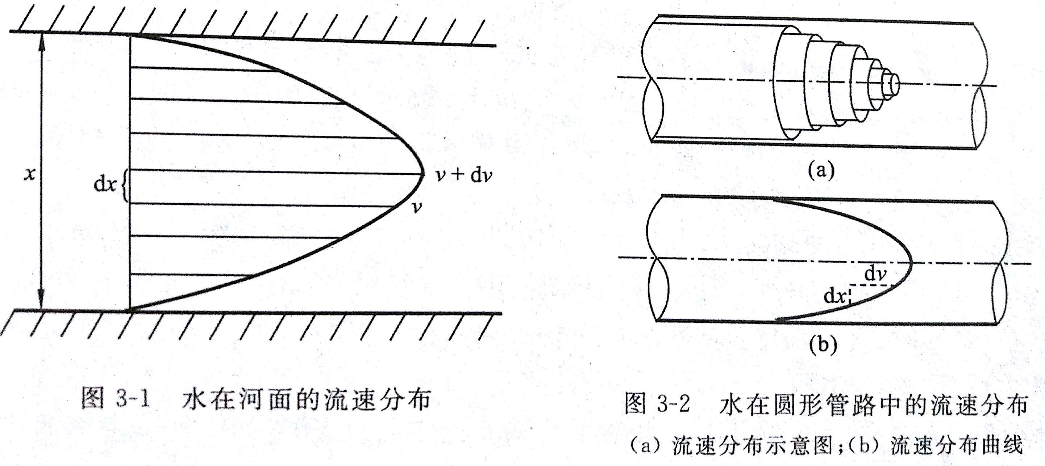 x
dx
v + dv
v
图 3-1 水在河面的流速分布
(a)
dv
dx
(b)
图 3-2 水在圆形管路中的流速分布
(a) 流速分布示意图;(b) 流速分布曲线